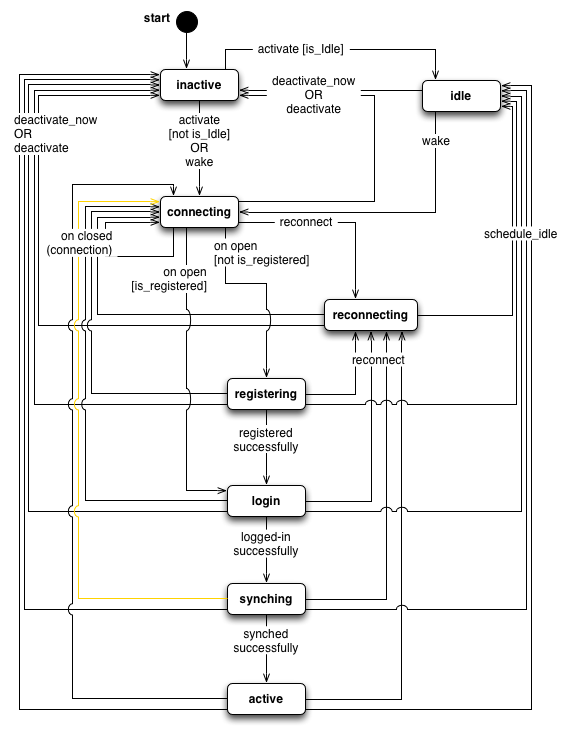 start
activate [is_Idle]
inactive
deactivate_now
OR
deactivate
idle
deactivate_now
OR
deactivate
activate
[not is_Idle]
OR
wake
wake
connecting
reconnect
on closed
(connection)
on open
[not is_registered]
schedule_idle
on open
[is_registered]
reconnecting
reconnect
registering
registered
successfully
login
logged-in
successfully
synching
synched
successfully
active